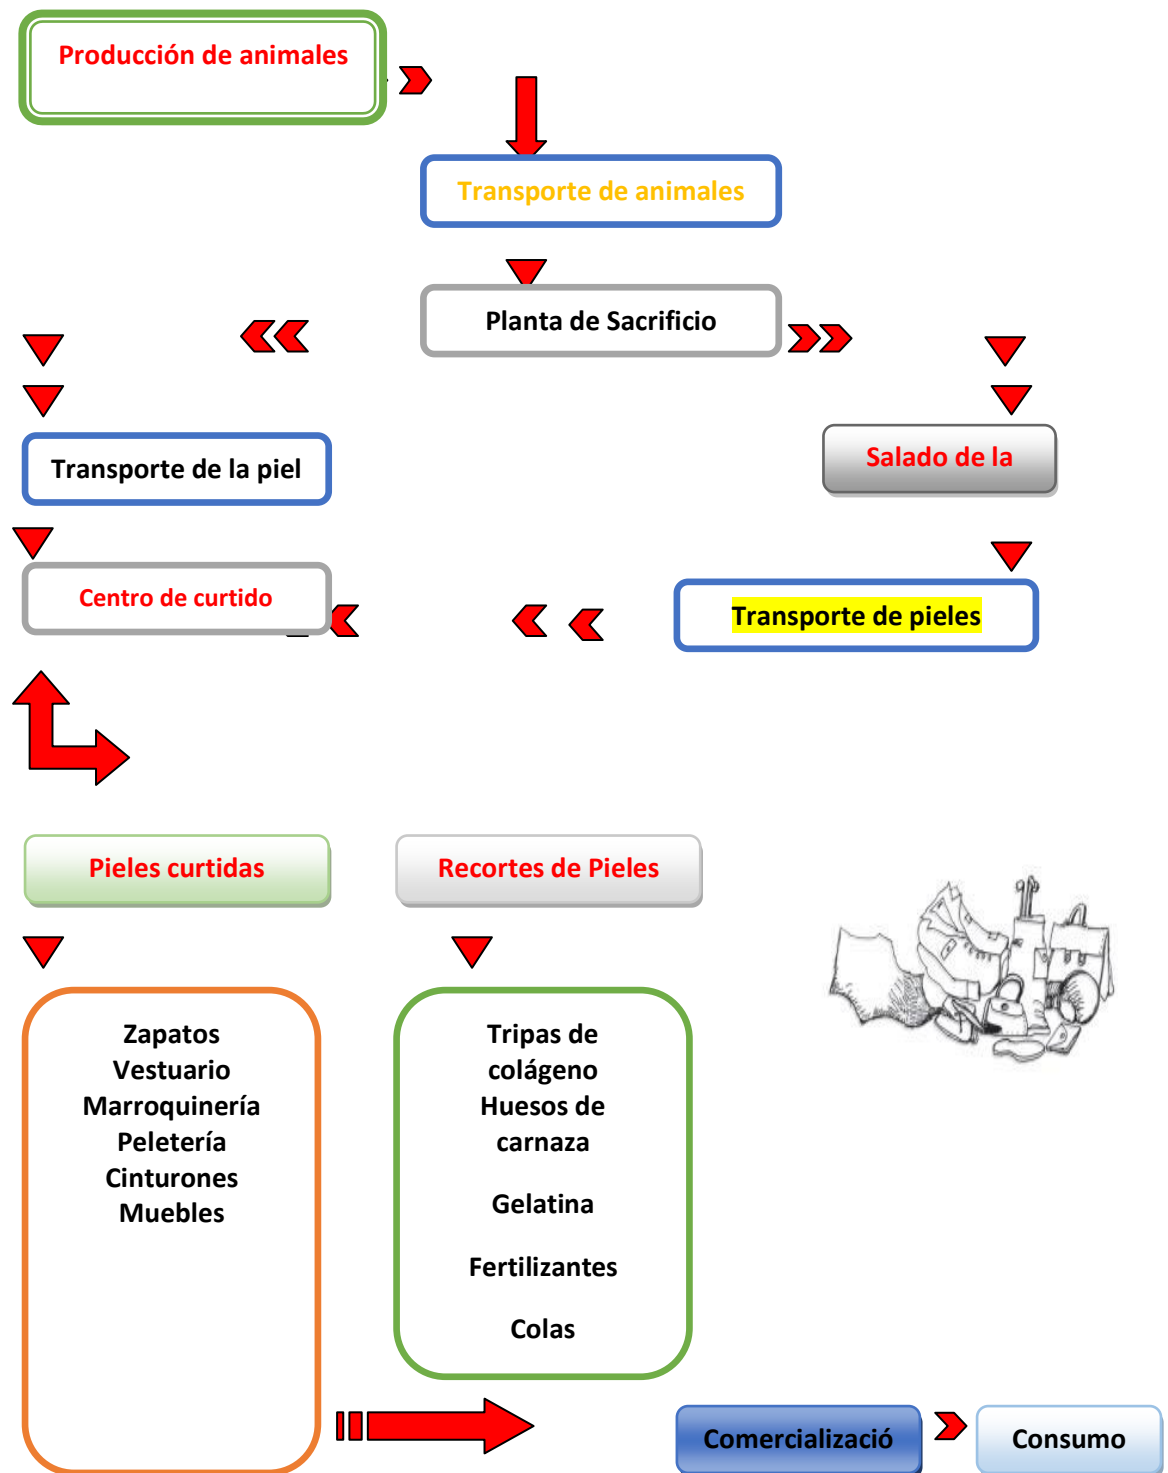 Producción de animales
Transporte de animales
Planta de Sacrificio
Transporte de la piel
Salado de la
Centro de curtido
Transporte de pieles
Pieles curtidas
Recortes de Pieles
Zapatos
Vestuario
Marroquinería
Peletería
Cinturones
Muebles
Tripas de
colágeno
Huesos de
carnaza
Gelatina
Fertilizantes
Colas
Comercializació
Consumo